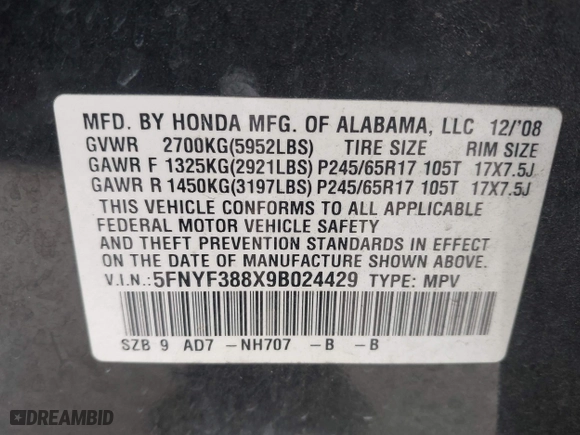 MFD. BY HONDA MFG. OF ALABAMA, LLC 12/'08
GVWR 2700KG(5952LBS) TIRE SIZE RIM SIZE
GAWR F 1325KG(2921LBS) P245/65R17 105T 17X7.5J
GAWR R 1450KG(3197LBS) P245/65R17 105T 17X7.5J
THIS VEHICLE CONFORMS TO ALL APPLICABLE
FEDERAL MOTOR VEHICLE SAFETY
AND THEFT PREVENTION STANDARDS IN EFFECT
ON THE DATE OF MANUFACTURE SHOWN ABOVE.
V.I.N.: 5FNYF388X9B024429 TYPE: MPV
SZB 9 AD7 -NH707 -B -B
DREAMBID